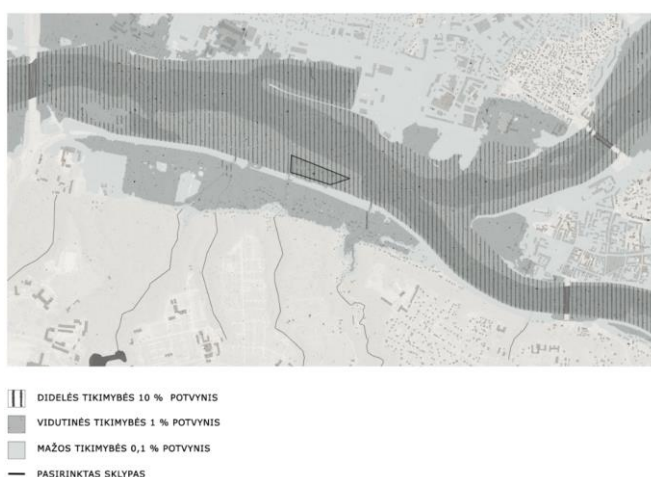 DIDELĖS TIKIMYBĖS 10 % POTVYNIS
VIDUTINĖS TIKIMYBĖS 1 % POTVYNIS
MAŽOS TIKIMYBĖS 0,1 % POTVYNIS
PASIRINKTAS SKLYPAS